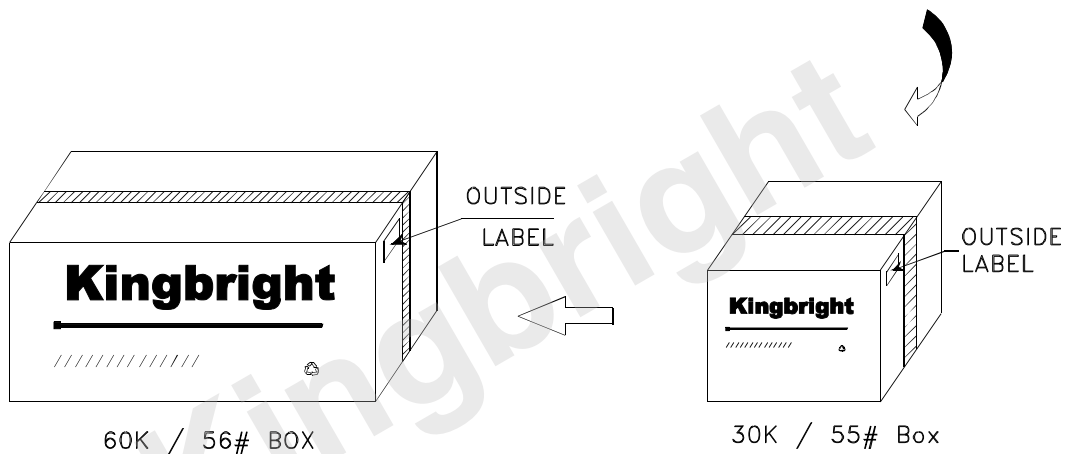 OUTSIDE
LABEL
Kingbright
60K / 56# BOX
OUTSIDE
LABEL
Kingbright
30K / 55# Box
Kingbright